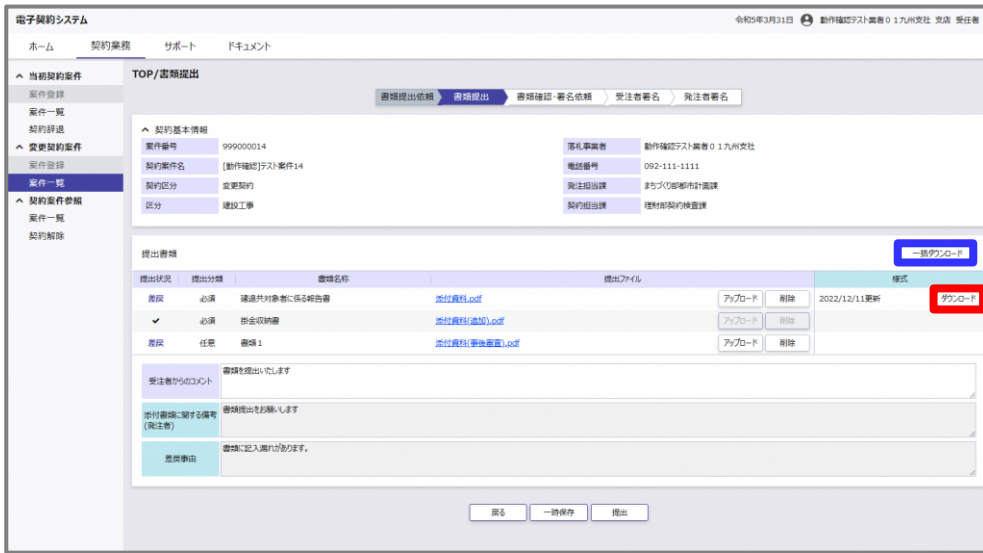 電子契約システム
令和5年3月31日 動作確認テスト業者01九州支社 支店 受任者
ホーム 契約業務 サポート ドキュメント
当初契約案件
案件登録
案件一覧
契約辞退
変更契約案件
案件登録
案件一覧
契約案件参照
案件一覧
契約解除
TOP/書類提出
書類提出依頼 書類提出 書類確認・署名依頼 受注者署名 発注者署名
契約基本情報
案件番号 999000014 落札事業者 動作確認テスト業者01九州支社
契約案件名 [動作確認]テスト案件14 電話番号 092-111-1111
契約区分 変更契約 発注担当課 まちづくり部都市計画課
区分 建設工事 契約担当課 理財部契約検査課
提出書類 一括ダウンロード
提出状況 提出分類 書類名称 提出ファイル 様式
差戻 必須 建退共対象者に係る報告書 添付資料.pdf アップロード 削除 2022/12/11更新 ダウンロード
✔ 必須 掛金収納書 添付資料(追加).pdf アップロード 削除
差戻 任意 書類1 添付資料(事後審査).pdf アップロード 削除
受注者からのコメント 書類を提出いたします
添付書類に関する備考(発注者) 書類提出をお願いします
差戻事由 書類に記入漏れがあります。
戻る 一時保存 提出